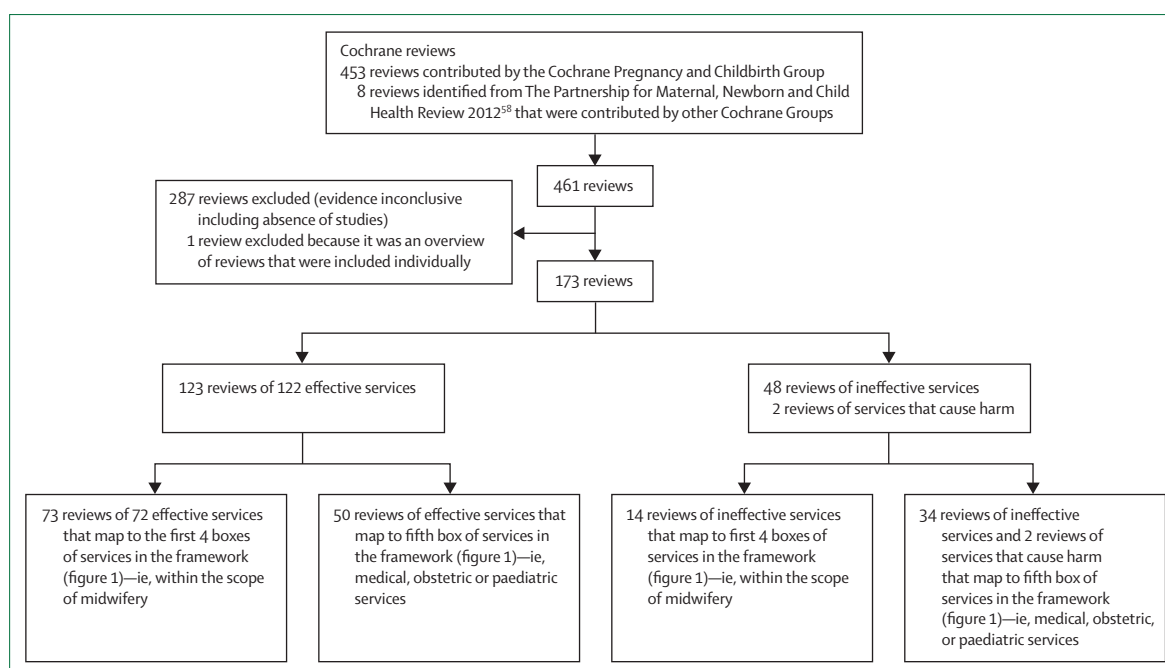 Cochrane reviews
453 reviews contributed by the Cochrane Pregnancy and Childbirth Group
8 reviews identified from The Partnership for Maternal, Newborn and Child
Health Review 2012⁵⁸ that were contributed by other Cochrane Groups
461 reviews
287 reviews excluded (evidence inconclusive
including absence of studies)
1 review excluded because it was an overview
of reviews that were included individually
173 reviews
123 reviews of 122 effective services
48 reviews of ineffective services
2 reviews of services that cause harm
73 reviews of 72 effective services
that map to the first 4 boxes
of services in the framework
(figure 1)—ie, within the scope
of midwifery
50 reviews of effective services that
map to fifth box of services in
the framework (figure 1)—ie,
medical, obstetric or paediatric
services
14 reviews of ineffective services
that map to first 4 boxes of
services in the framework
(figure 1)—ie, within the scope
of midwifery
34 reviews of ineffective
services and 2 reviews of
services that cause harm
that map to fifth box of
services in the framework
(figure 1)—ie, medical, obstetric,
or paediatric services